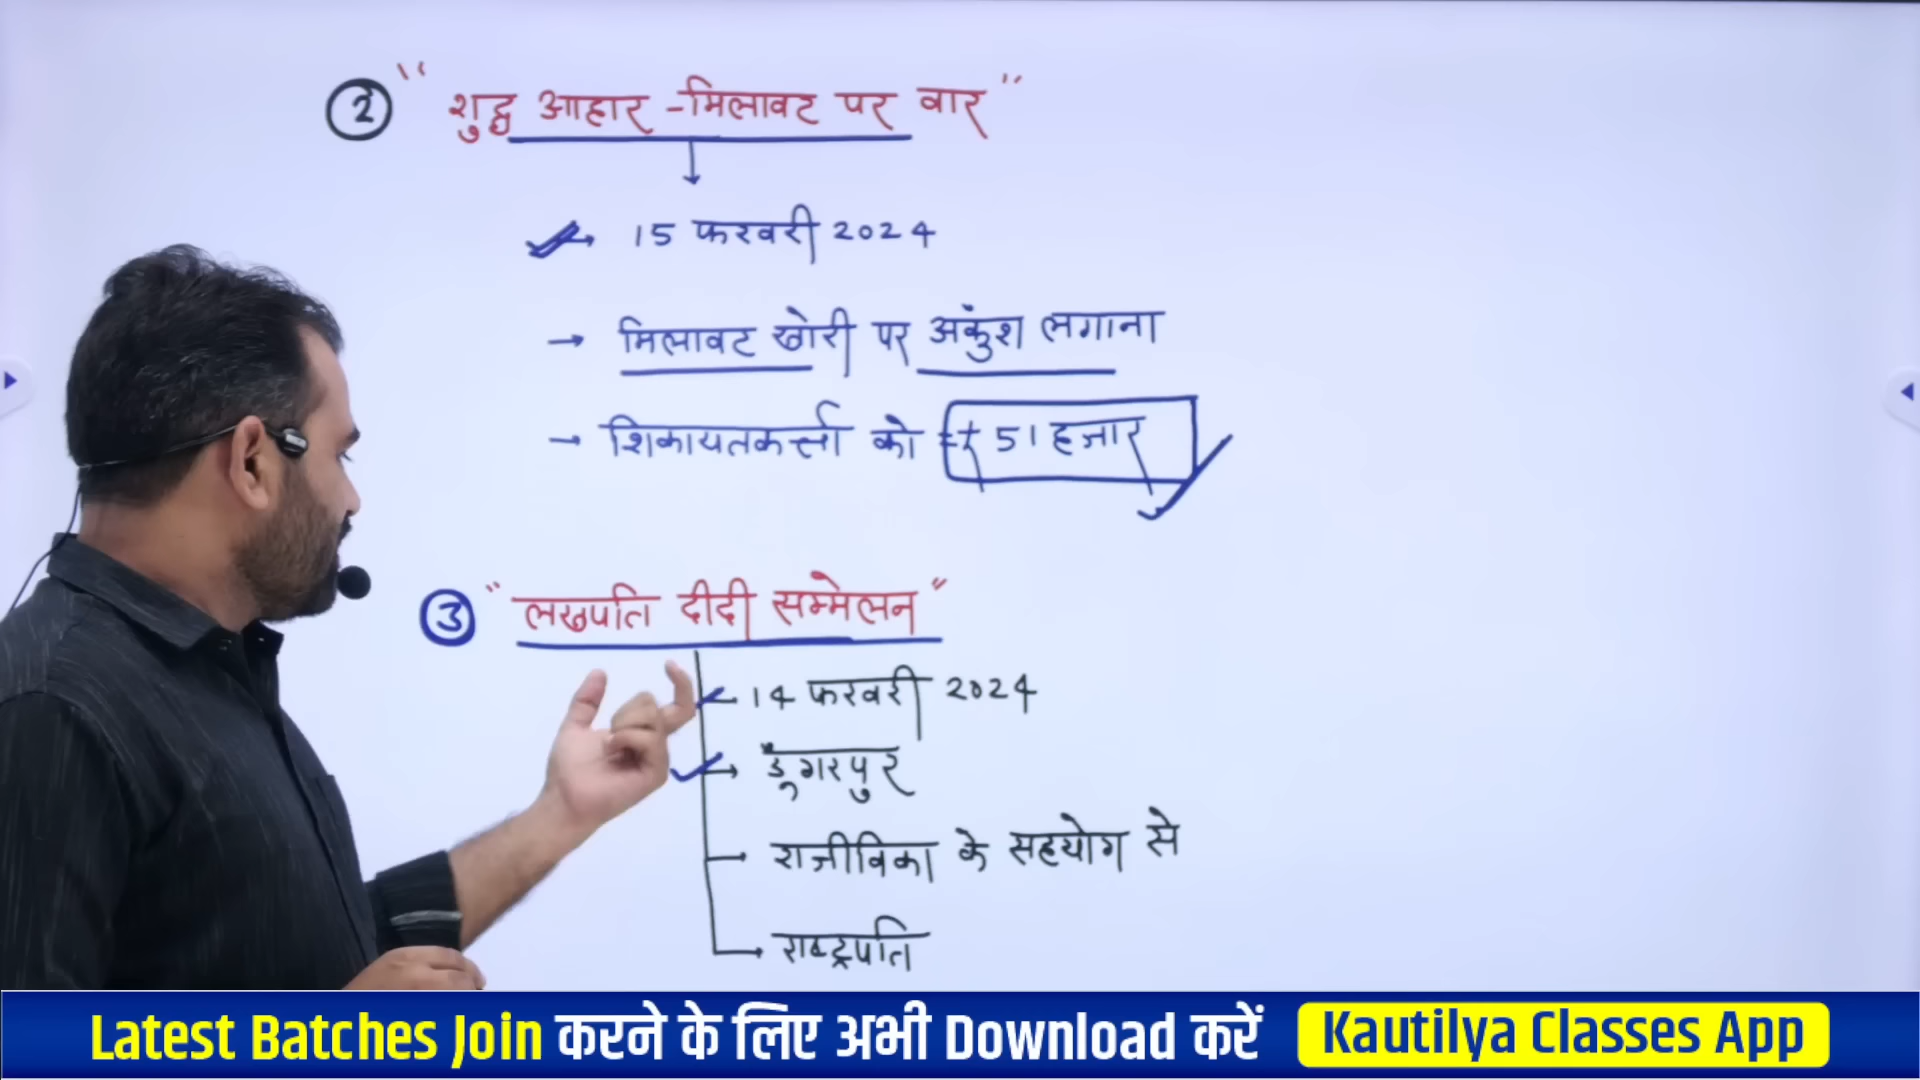 ② "शुद्ध आहार - मिलावट पर वार"
→ 15 फरवरी 2024
→ मिलावट खोरी पर अकुंश लगाना
→ शिकायतकर्त्ता को = ₹ 51 हजार
③ "लखपति दीदी सम्मेलन"
14 फरवरी 2024
→ डूंगरपुर
→ राजीविका के सहयोग से
→ राष्ट्रपति
Latest Batches Join करने के लिए अभी Download करें Kautilya Classes App